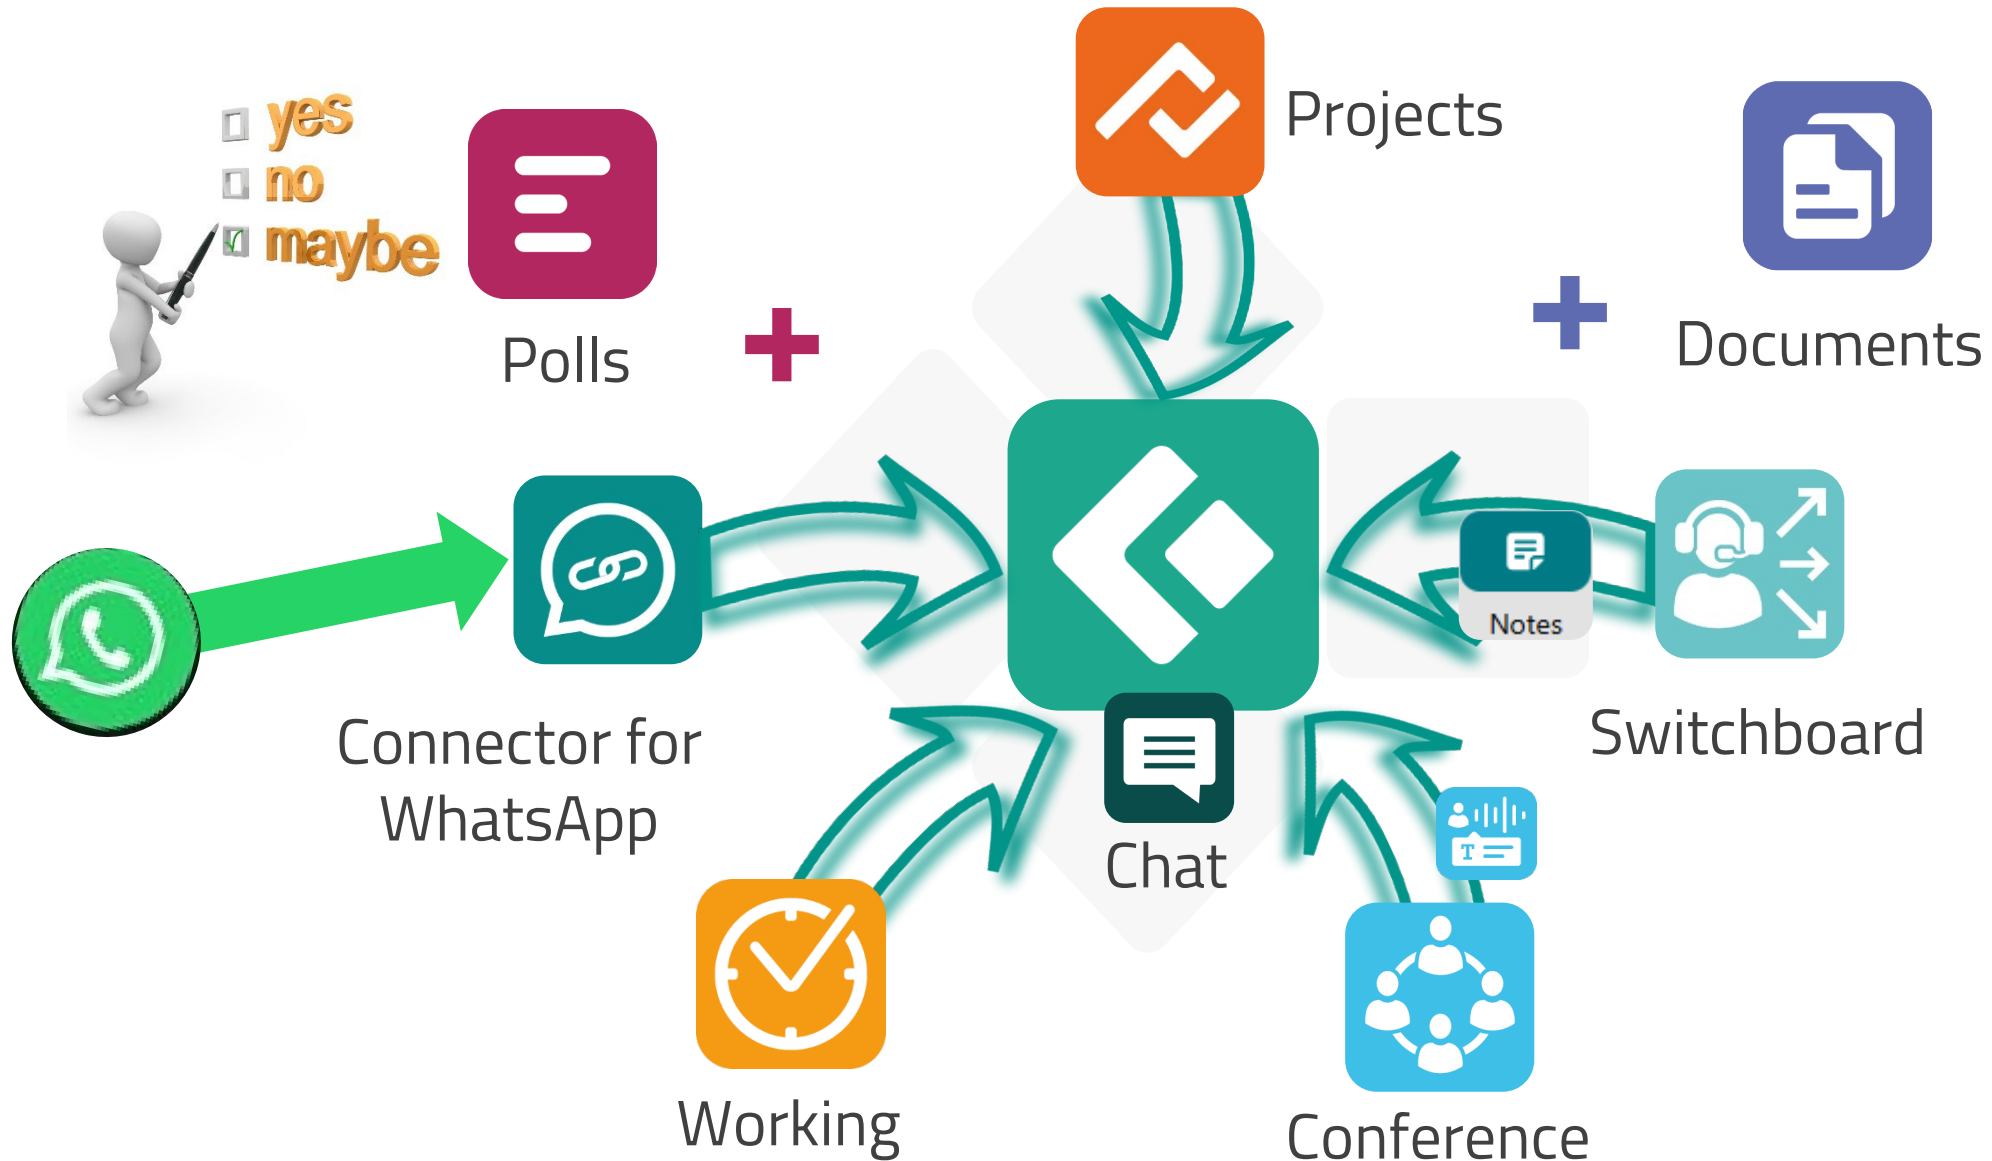 yes
no
maybe
Polls
Projects
Documents
Notes
Switchboard
Connector for
WhatsApp
Chat
T
Working
Conference